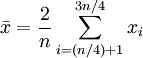 x̄ = 2/n ∑_{i=(n/4)+1}^{3n/4} x_i